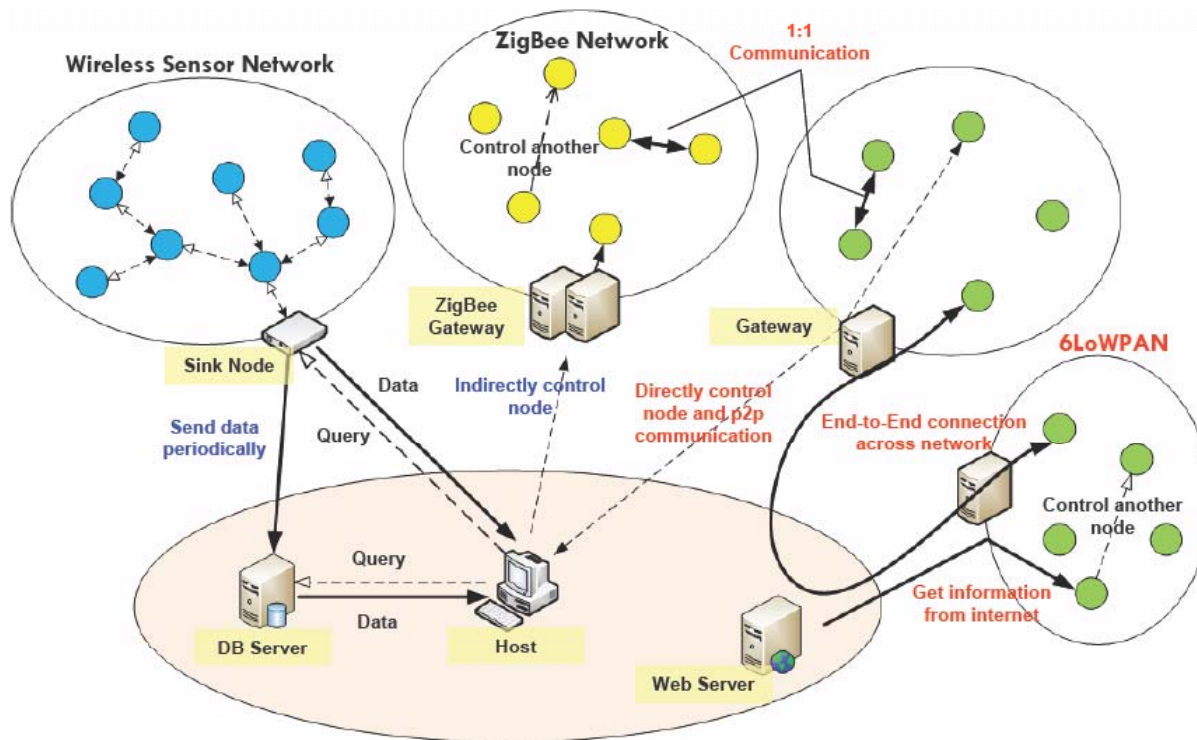 ZigBee Network
1:1
Communication
Wireless Sensor Network
Control another
node
ZigBee
Gateway
Gateway
6LoWPAN
Sink Node
Data
Indirectly control
node
Directly control
node and p2p
communication
Send data
periodically
Query
End-to-End connection
across network
Control another
node
Query
Data
DB Server
Host
Get information
from internet
Web Server